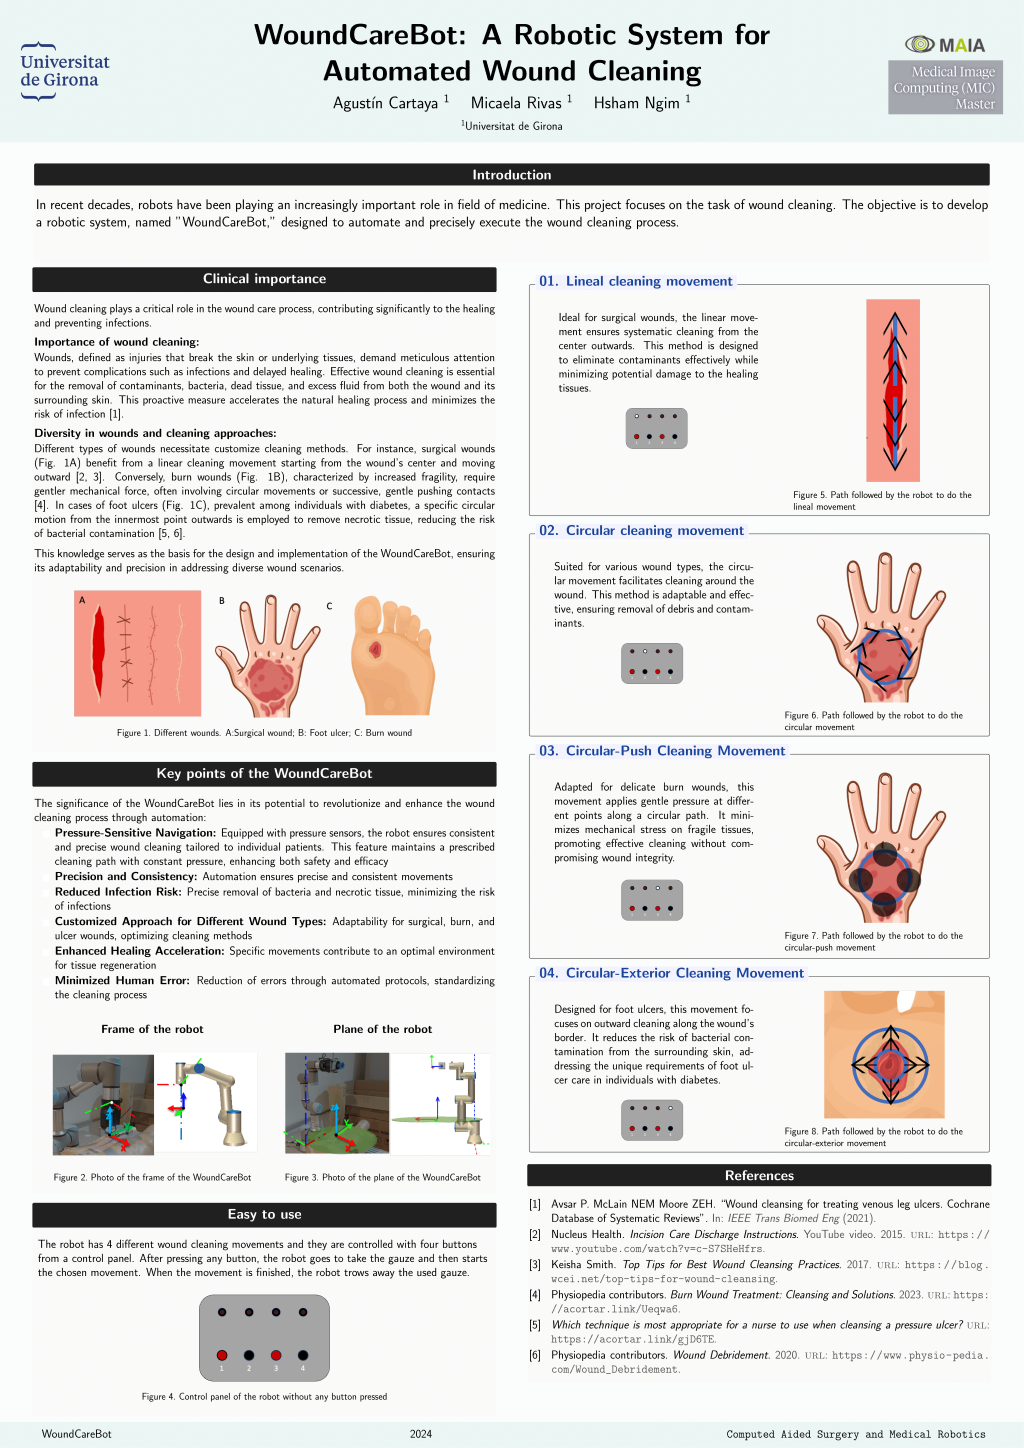 Universitat
de Girona
WoundCareBot: A Robotic System for
Automated Wound Cleaning
Agustín Cartaya 1 Micaela Rivas 1 Hsham Ngim 1
1Universitat de Girona
MAIA
Medical Image
Computing (MIC)
Master
Introduction
In recent decades, robots have been playing an increasingly important role in field of medicine. This project focuses on the task of wound cleaning. The objective is to develop
a robotic system, named "WoundCareBot," designed to automate and precisely execute the wound cleaning process.
Clinical importance
Wound cleaning plays a critical role in the wound care process, contributing significantly to the healing
and preventing infections.
Importance of wound cleaning:
Wounds, defined as injuries that break the skin or underlying tissues, demand meticulous attention
to prevent complications such as infections and delayed healing. Effective wound cleaning is essential
for the removal of contaminants, bacteria, dead tissue, and excess fluid from both the wound and its
surrounding skin. This proactive measure accelerates the natural healing process and minimizes the
risk of infection [1].
Diversity in wounds and cleaning approaches:
Different types of wounds necessitate customize cleaning methods. For instance, surgical wounds
(Fig. 1A) benefit from a linear cleaning movement starting from the wound's center and moving
outward [2, 3]. Conversely, burn wounds (Fig. 1B), characterized by increased fragility, require
gentler mechanical force, often involving circular movements or successive, gentle pushing contacts
[4]. In cases of foot ulcers (Fig. 1C), prevalent among individuals with diabetes, a specific circular
motion from the innermost point outwards is employed to remove necrotic tissue, reducing the risk
of bacterial contamination [5, 6].
This knowledge serves as the basis for the design and implementation of the WoundCareBot, ensuring
its adaptability and precision in addressing diverse wound scenarios.
A
B
C
Figure 1. Different wounds. A:Surgical wound; B: Foot ulcer; C: Burn wound
Key points of the WoundCareBot
The significance of the WoundCareBot lies in its potential to revolutionize and enhance the wound
cleaning process through automation:
Pressure-Sensitive Navigation: Equipped with pressure sensors, the robot ensures consistent
and precise wound cleaning tailored to individual patients. This feature maintains a prescribed
cleaning path with constant pressure, enhancing both safety and efficacy
Precision and Consistency: Automation ensures precise and consistent movements
Reduced Infection Risk: Precise removal of bacteria and necrotic tissue, minimizing the risk
of infections
Customized Approach for Different Wound Types: Adaptability for surgical, burn, and
ulcer wounds, optimizing cleaning methods
Enhanced Healing Acceleration: Specific movements contribute to an optimal environment
for tissue regeneration
Minimized Human Error: Reduction of errors through automated protocols, standardizing
the cleaning process
Frame of the robot
Plane of the robot
Figure 2. Photo of the frame of the WoundCareBot
Figure 3. Photo of the plane of the WoundCareBot
Easy to use
The robot has 4 different wound cleaning movements and they are controlled with four buttons
from a control panel. After pressing any button, the robot goes to take the gauze and then starts
the chosen movement. When the movement is finished, the robot trows away the used gauze.
1 2 3 4
Figure 4. Control panel of the robot without any button pressed
01. Lineal cleaning movement
Ideal for surgical wounds, the linear move-
ment ensures systematic cleaning from the
center outwards. This method is designed
to eliminate contaminants effectively while
minimizing potential damage to the healing
tissues.
Figure 5. Path followed by the robot to do the
lineal movement
02. Circular cleaning movement
Suited for various wound types, the circu-
lar movement facilitates cleaning around the
wound. This method is adaptable and effec-
tive, ensuring removal of debris and contam-
inants.
Figure 6. Path followed by the robot to do the
circular movement
03. Circular-Push Cleaning Movement
Adapted for delicate burn wounds, this
movement applies gentle pressure at differ-
ent points along a circular path. It mini-
mizes mechanical stress on fragile tissues,
promoting effective cleaning without com-
promising wound integrity.
Figure 7. Path followed by the robot to do the
circular-push movement
04. Circular-Exterior Cleaning Movement
Designed for foot ulcers, this movement fo-
cuses on outward cleaning along the wound's
border. It reduces the risk of bacterial con-
tamination from the surrounding skin, ad-
dressing the unique requirements of foot ul-
cer care in individuals with diabetes.
Figure 8. Path followed by the robot to do the
circular-exterior movement
References
[1] Avsar P. McLain NEM Moore ZEH. "Wound cleansing for treating venous leg ulcers. Cochrane
Database of Systematic Reviews". In: IEEE Trans Biomed Eng (2021).
[2] Nucleus Health. Incision Care Discharge Instructions. YouTube video. 2015. URL: https://
www.youtube.com/watch?v=c-S7SHeHfrs.
[3] Keisha Smith. Top Tips for Best Wound Cleansing Practices. 2017. URL: https://blog.
wcei.net/top-tips-for-wound-cleansing.
[4] Physiopedia contributors. Burn Wound Treatment: Cleansing and Solutions. 2023. URL: https:
//acortar.link/Ueqwa6.
[5] Which technique is most appropriate for a nurse to use when cleansing a pressure ulcer? URL:
https://acortar.link/gjD6TE.
[6] Physiopedia contributors. Wound Debridement. 2020. URL: https://www.physio-pedia.
com/Wound_Debridement.
WoundCareBot
2024
Computed Aided Surgery and Medical Robotics